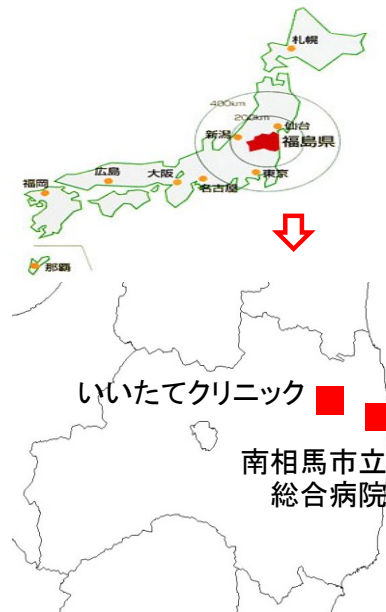 札幌
400km
200km
仙台
新潟
福島県
広島
大阪
東京
福岡
名古屋
那覇
いいたてクリニック
南相馬市立
総合病院